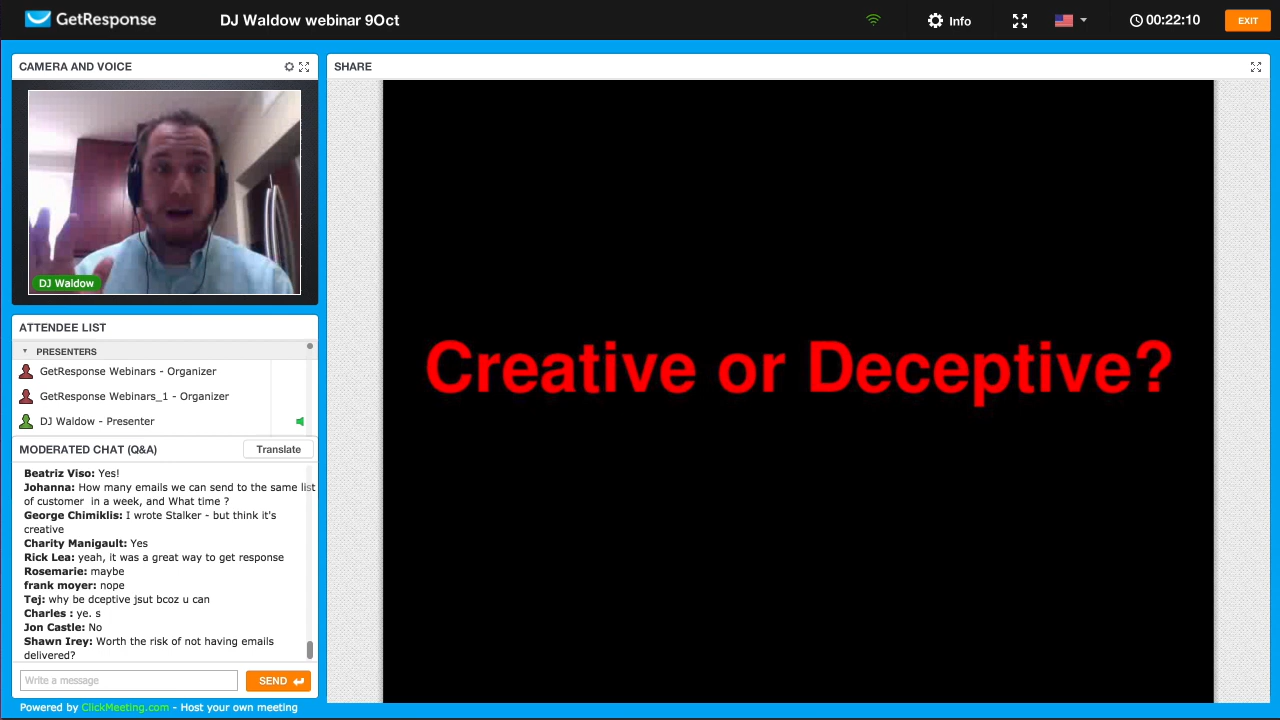 GetResponse
DJ Waldow webinar 9Oct
Info
00:22:10
EXIT
CAMERA AND VOICE
DJ Waldow
ATTENDEE LIST
PRESENTERS
GetResponse Webinars - Organizer
GetResponse Webinars_1 - Organizer
DJ Waldow - Presenter
MODERATED CHAT (Q&A)
Translate
Beatriz Viso: Yes!
Johanna: How many emails we can send to the same list
of customer in a week, and What time ?
George Chimiklis: I wrote Stalker - but think it's
creative
Charity Manigault: Yes
Rick Lea: yeah, it was a great way to get response
Rosemarie: maybe
frank moyer: nope
Tej: why be dceptive jsut bcoz u can
Charles : ye. s
Jon Castle: No
Shawn Irey: Worth the risk of not having emails
delivered?
Write a message
SEND
Powered by ClickMeeting.com - Host your own meeting
SHARE
Creative or Deceptive?